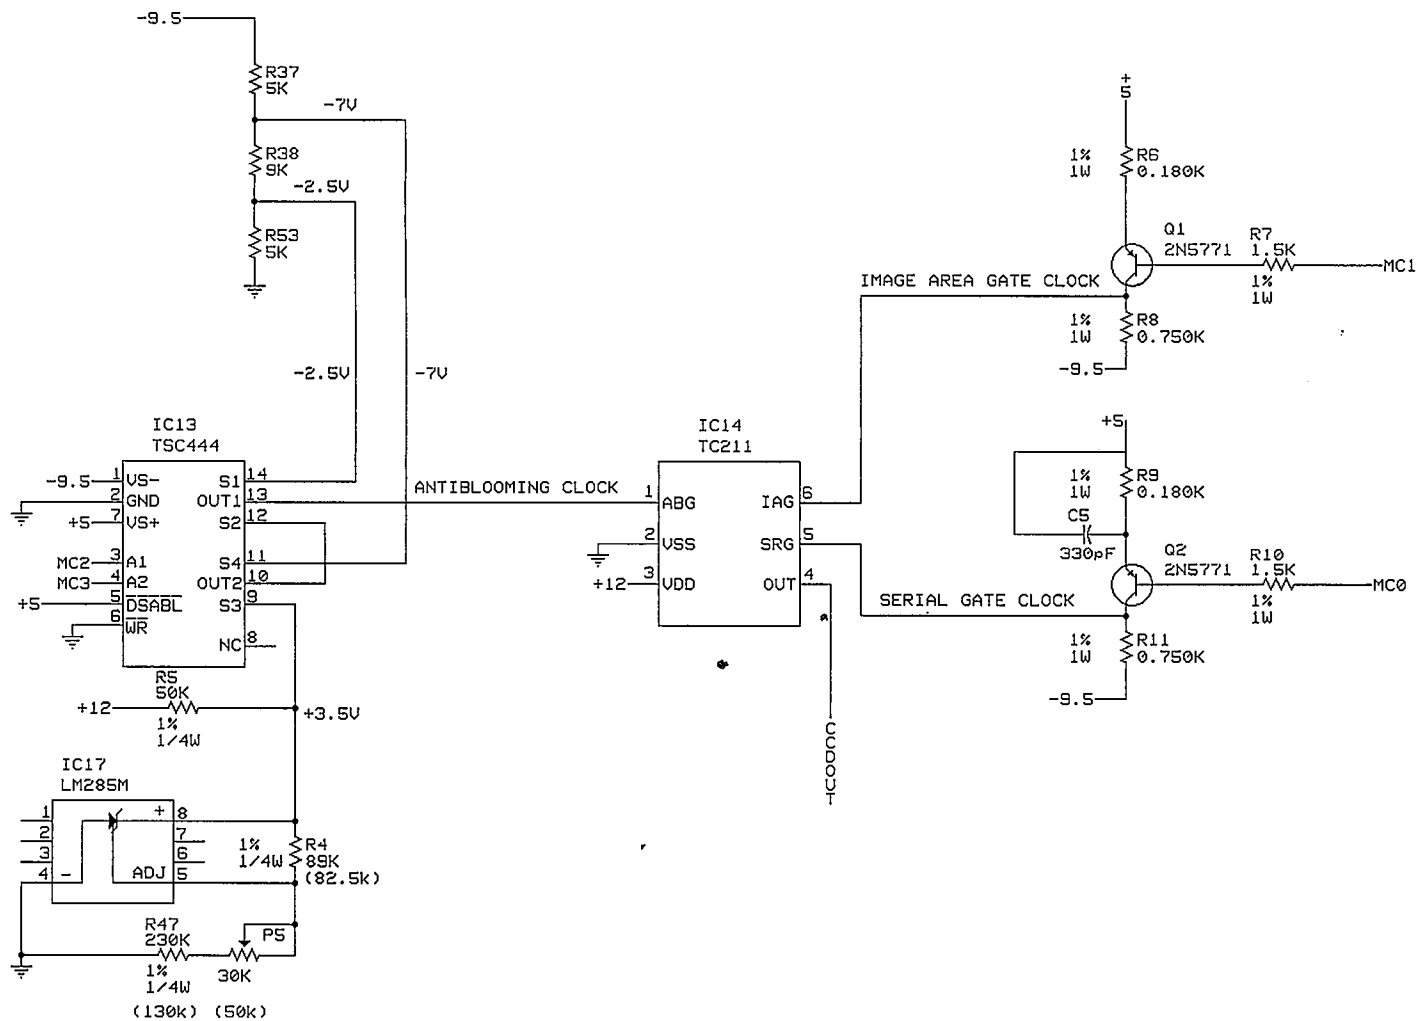 -9.5
R37
5K
-7V
R38
9K
-2.5V
R53
5K
-2.5V
-7V
IC13
TSC444
-9.5
1
VS-
S1
14
2
GND
OUT1
13
ANTIBLOOMING CLOCK
+5
7
VS+
S2
12
MC2
3
A1
S4
11
MC3
4
A2
OUT2
10
+5
5
DSABL
S3
9
6
WR
NC
8
R5
50K
+12
+3.5V
1%
1/4W
IC17
LM285M
1
+
8
2
7
3
6
4
-
ADJ
5
1%
1/4W
R4
89K
(82.5k)
R47
230K
P5
30K
1%
1/4W
(130k)
(50k)
IC14
TC211
1
ABG
IAG
6
2
VSS
SRG
5
+12
3
VDD
OUT
4
CCDOUT
+
5
1%
1W
R6
0.180K
Q1
2N5771
R7
1.5K
MC1
1%
1W
IMAGE AREA GATE CLOCK
1%
1W
R8
0.750K
-9.5
+5
1%
1W
R9
0.180K
C5
330pF
Q2
2N5771
R10
1.5K
MC0
1%
1W
SERIAL GATE CLOCK
1%
1W
R11
0.750K
-9.5